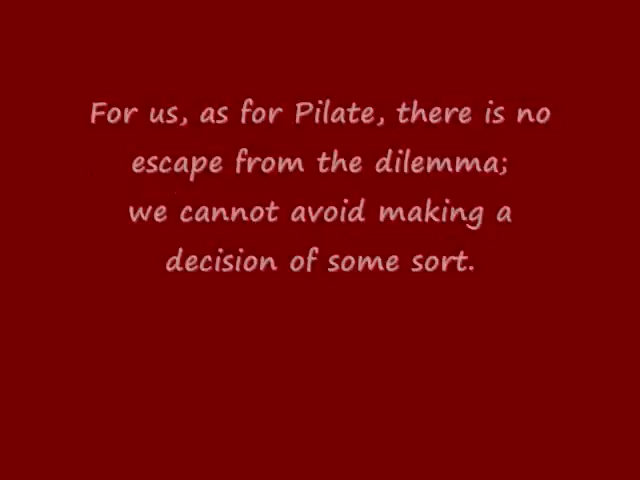 For us, as for Pilate, there is no
escape from the dilemma;
we cannot avoid making a
decision of some sort.